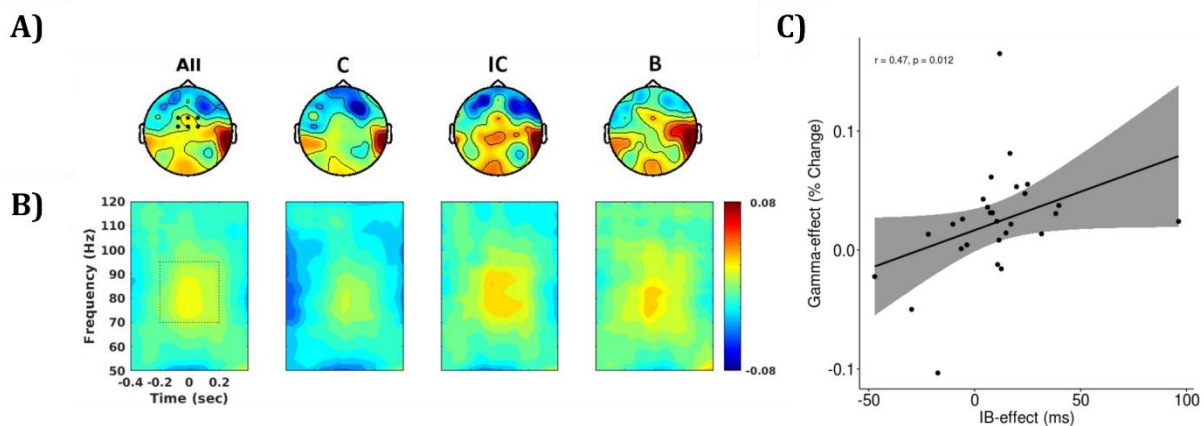 A)
All
C
IC
B
B)
Frequency (Hz)
120
110
100
90
80
70
60
50
-0.4 -0.2 0 0.2
Time (sec)
0.08
-0.08
C)
r = 0.47, p = 0.012
Gamma-effect (% Change)
0.1
0.0
-0.1
-50 0 50 100
IB-effect (ms)